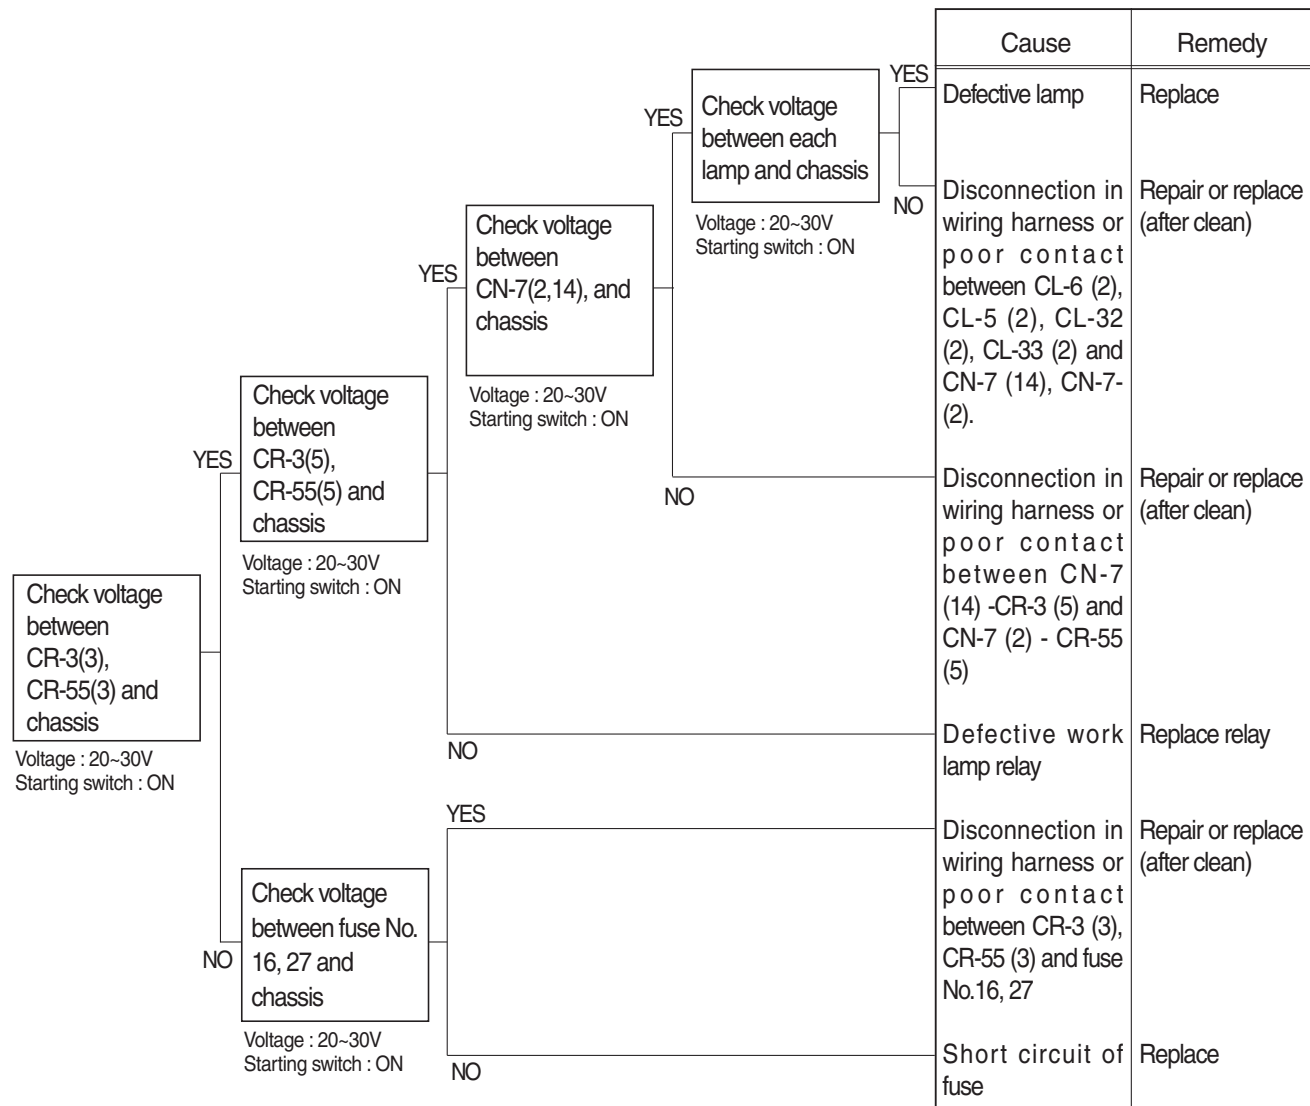 Cause
Remedy
YES
Defective lamp
Replace
YES
Check voltage
between each
lamp and chassis
Voltage : 20~30V
Starting switch : ON
NO
Disconnection in
wiring harness or
poor contact
between CL-6 (2),
CL-5 (2), CL-32
(2), CL-33 (2) and
CN-7 (14), CN-7-
(2).
Repair or replace
(after clean)
YES
Check voltage
between
CN-7(2,14), and
chassis
Voltage : 20~30V
Starting switch : ON
NO
Disconnection in
wiring harness or
poor contact
between CN-7
(14) -CR-3 (5) and
CN-7 (2) - CR-55
(5)
Repair or replace
(after clean)
YES
Check voltage
between
CR-3(5),
CR-55(5) and
chassis
Voltage : 20~30V
Starting switch : ON
Check voltage
between
CR-3(3),
CR-55(3) and
chassis
Voltage : 20~30V
Starting switch : ON
NO
Defective work
lamp relay
Replace relay
YES
Disconnection in
wiring harness or
poor contact
between CR-3 (3),
CR-55 (3) and fuse
No.16, 27
Repair or replace
(after clean)
NO
Check voltage
between fuse No.
16, 27 and
chassis
Voltage : 20~30V
Starting switch : ON
NO
Short circuit of
fuse
Replace